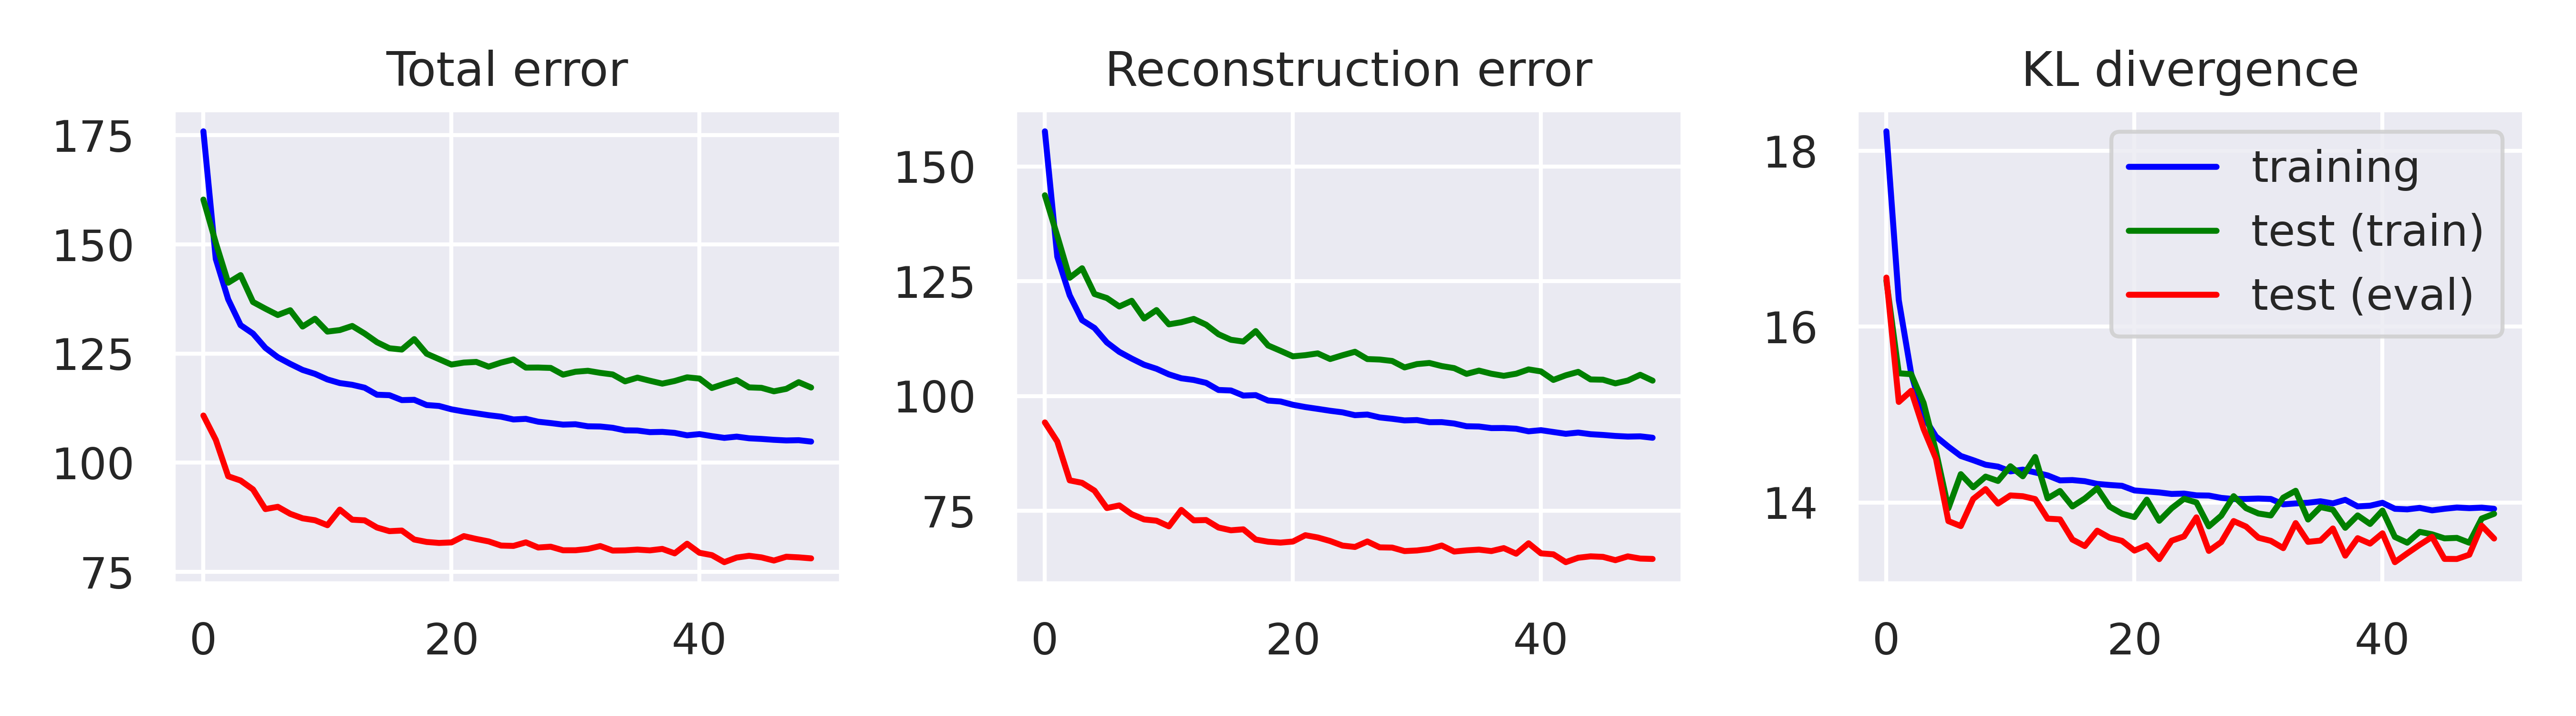 Total error
175
150
125
100
75
0 20 40
Reconstruction error
150
125
100
75
0 20 40
KL divergence
18
16
14
0 20 40
training
test (train)
test (eval)